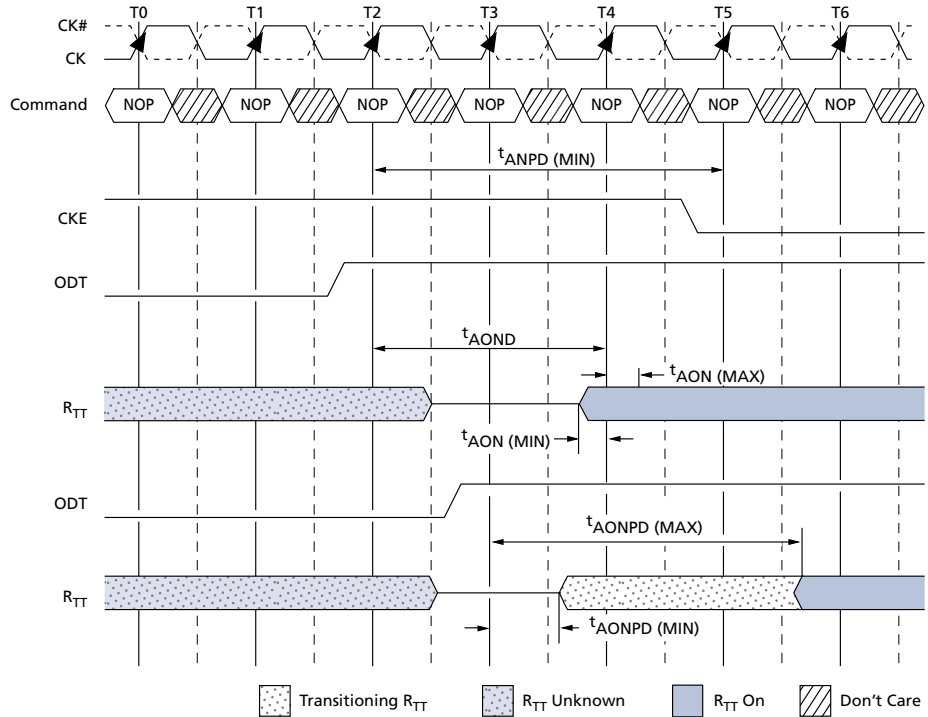 CK# T0 T1 T2 T3 T4 T5 T6
CK
Command NOP NOP NOP NOP NOP NOP NOP
tANPD (MIN)
CKE
ODT
tAOND
tAON (MAX)
RTT
tAON (MIN)
ODT
tAONPD (MAX)
RTT
tAONPD (MIN)
Transitioning RTT RTT Unknown RTT On Don't Care